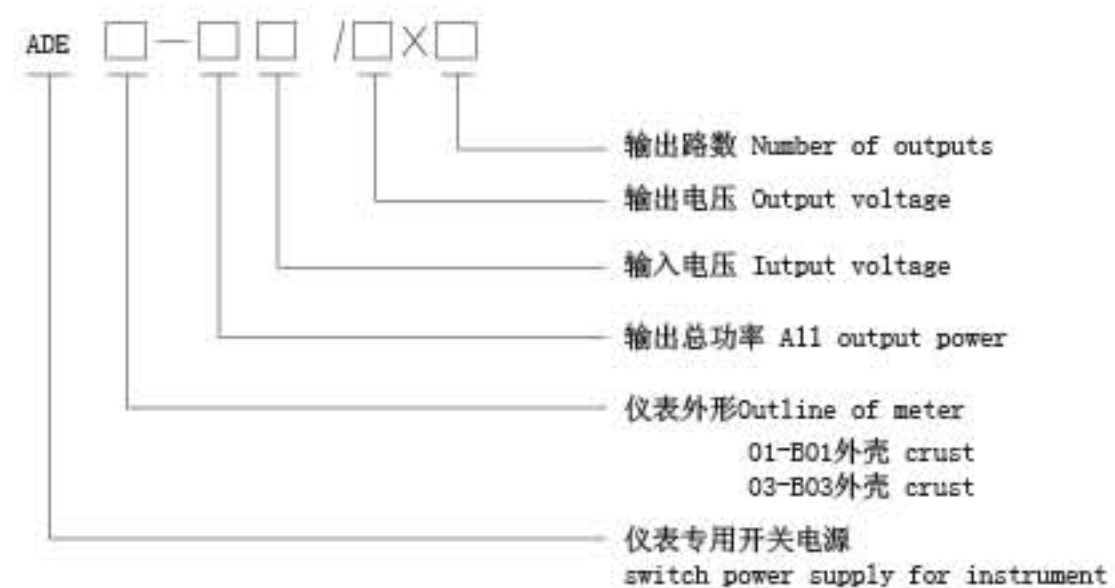 ADE □—□ □ /□×□
输出路数 Number of outputs
输出电压 Output voltage
输入电压 Iutput voltage
输出总功率 All output power
仪表外形Outline of meter
01-B01外壳 crust
03-B03外壳 crust
仪表专用开关电源
switch power supply for instrument